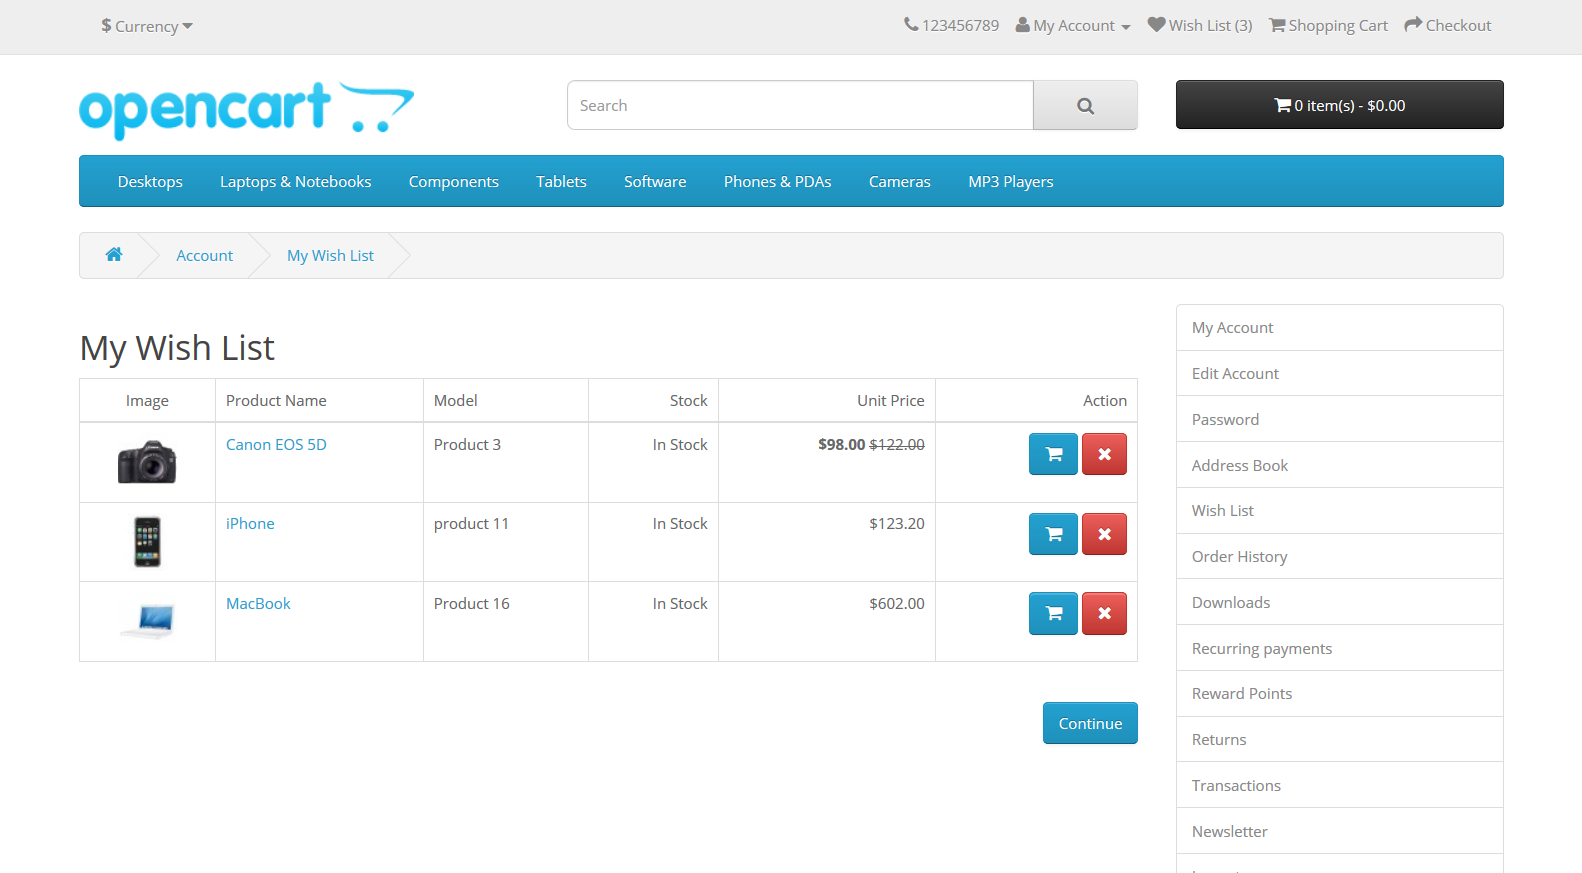 $ Currency 123456789 My Account Wish List (3) Shopping Cart Checkout
opencart Search 0 item(s) - $0.00
Desktops Laptops & Notebooks Components Tablets Software Phones & PDAs Cameras MP3 Players
Account My Wish List
My Wish List
Image Product Name Model Stock Unit Price Action
Canon EOS 5D Product 3 In Stock $98.00 $122.00
iPhone product 11 In Stock $123.20
MacBook Product 16 In Stock $602.00
Continue
My Account
Edit Account
Password
Address Book
Wish List
Order History
Downloads
Recurring payments
Reward Points
Returns
Transactions
Newsletter